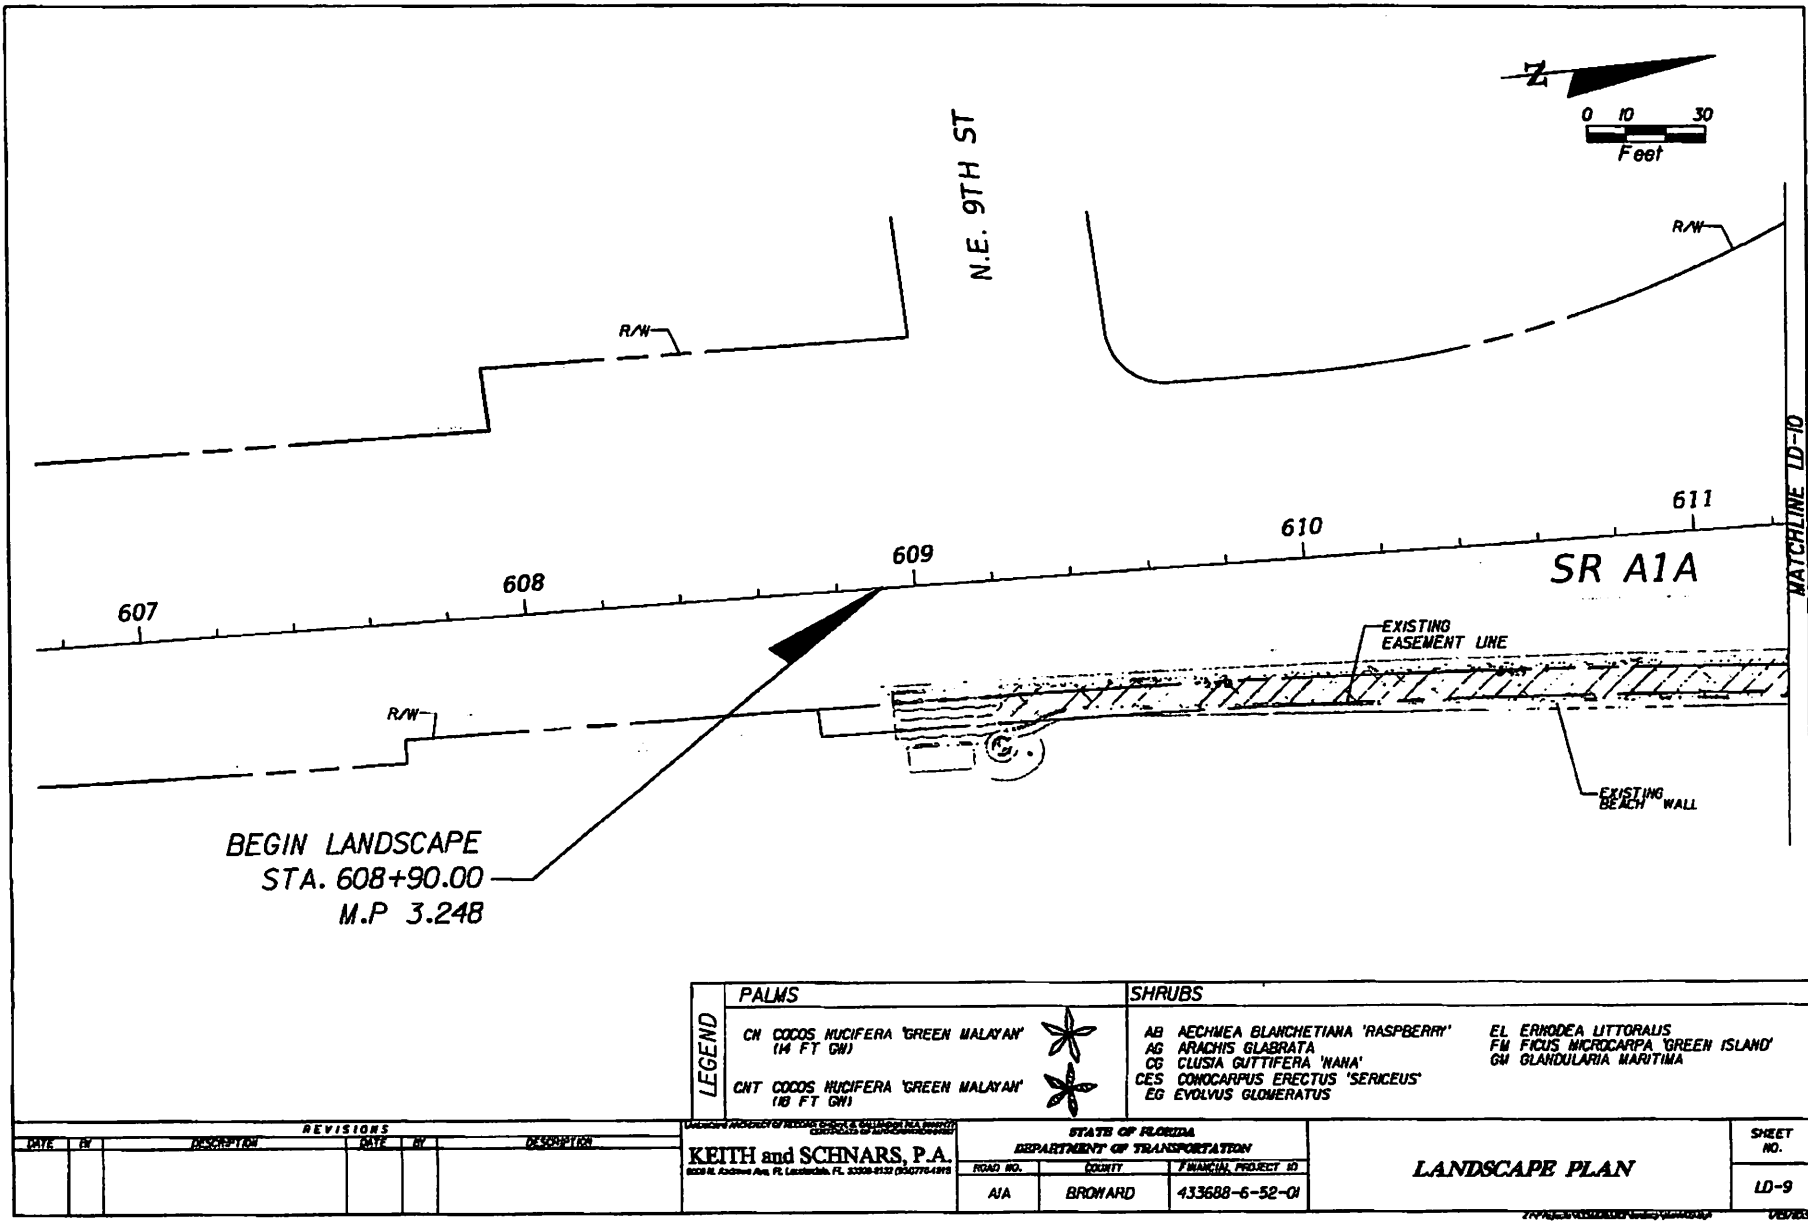 Z
0 10 30
Feet
N.E. 9TH ST
R/W
R/W
MATCHLINE LD-10
607
608
609
610
611
SR A1A
EXISTING
EASEMENT LINE
R/W
EXISTING
BEACH WALL
BEGIN LANDSCAPE
STA. 608+90.00
M.P 3.248
LEGEND
PALMS
CN COCOS NUCIFERA 'GREEN MALAYAN'
(14 FT GW)
CNT COCOS NUCIFERA 'GREEN MALAYAN'
(18 FT GW)
SHRUBS
AB AECHMEA BLANCHETIANA 'RASPBERRY'
AG ARACHIS GLABRATA
CG CLUSIA GUTTIFERA 'NANA'
CES CONOCARPUS ERECTUS 'SERICEUS'
EG EVOLVUS GLOMERATUS
EL ERNODEA LITTORALIS
FM FICUS MICROCARPA 'GREEN ISLAND'
GM GLANDULARIA MARITIMA
REVISIONS
DATE BY DESCRIPTION DATE BY DESCRIPTION
KEITH and SCHNARS, P.A.
STATE OF FLORIDA
DEPARTMENT OF TRANSPORTATION
ROAD NO. COUNTY FINANCIAL PROJECT ID
A1A BROWARD 433688-6-52-01
LANDSCAPE PLAN
SHEET
NO.
LD-9